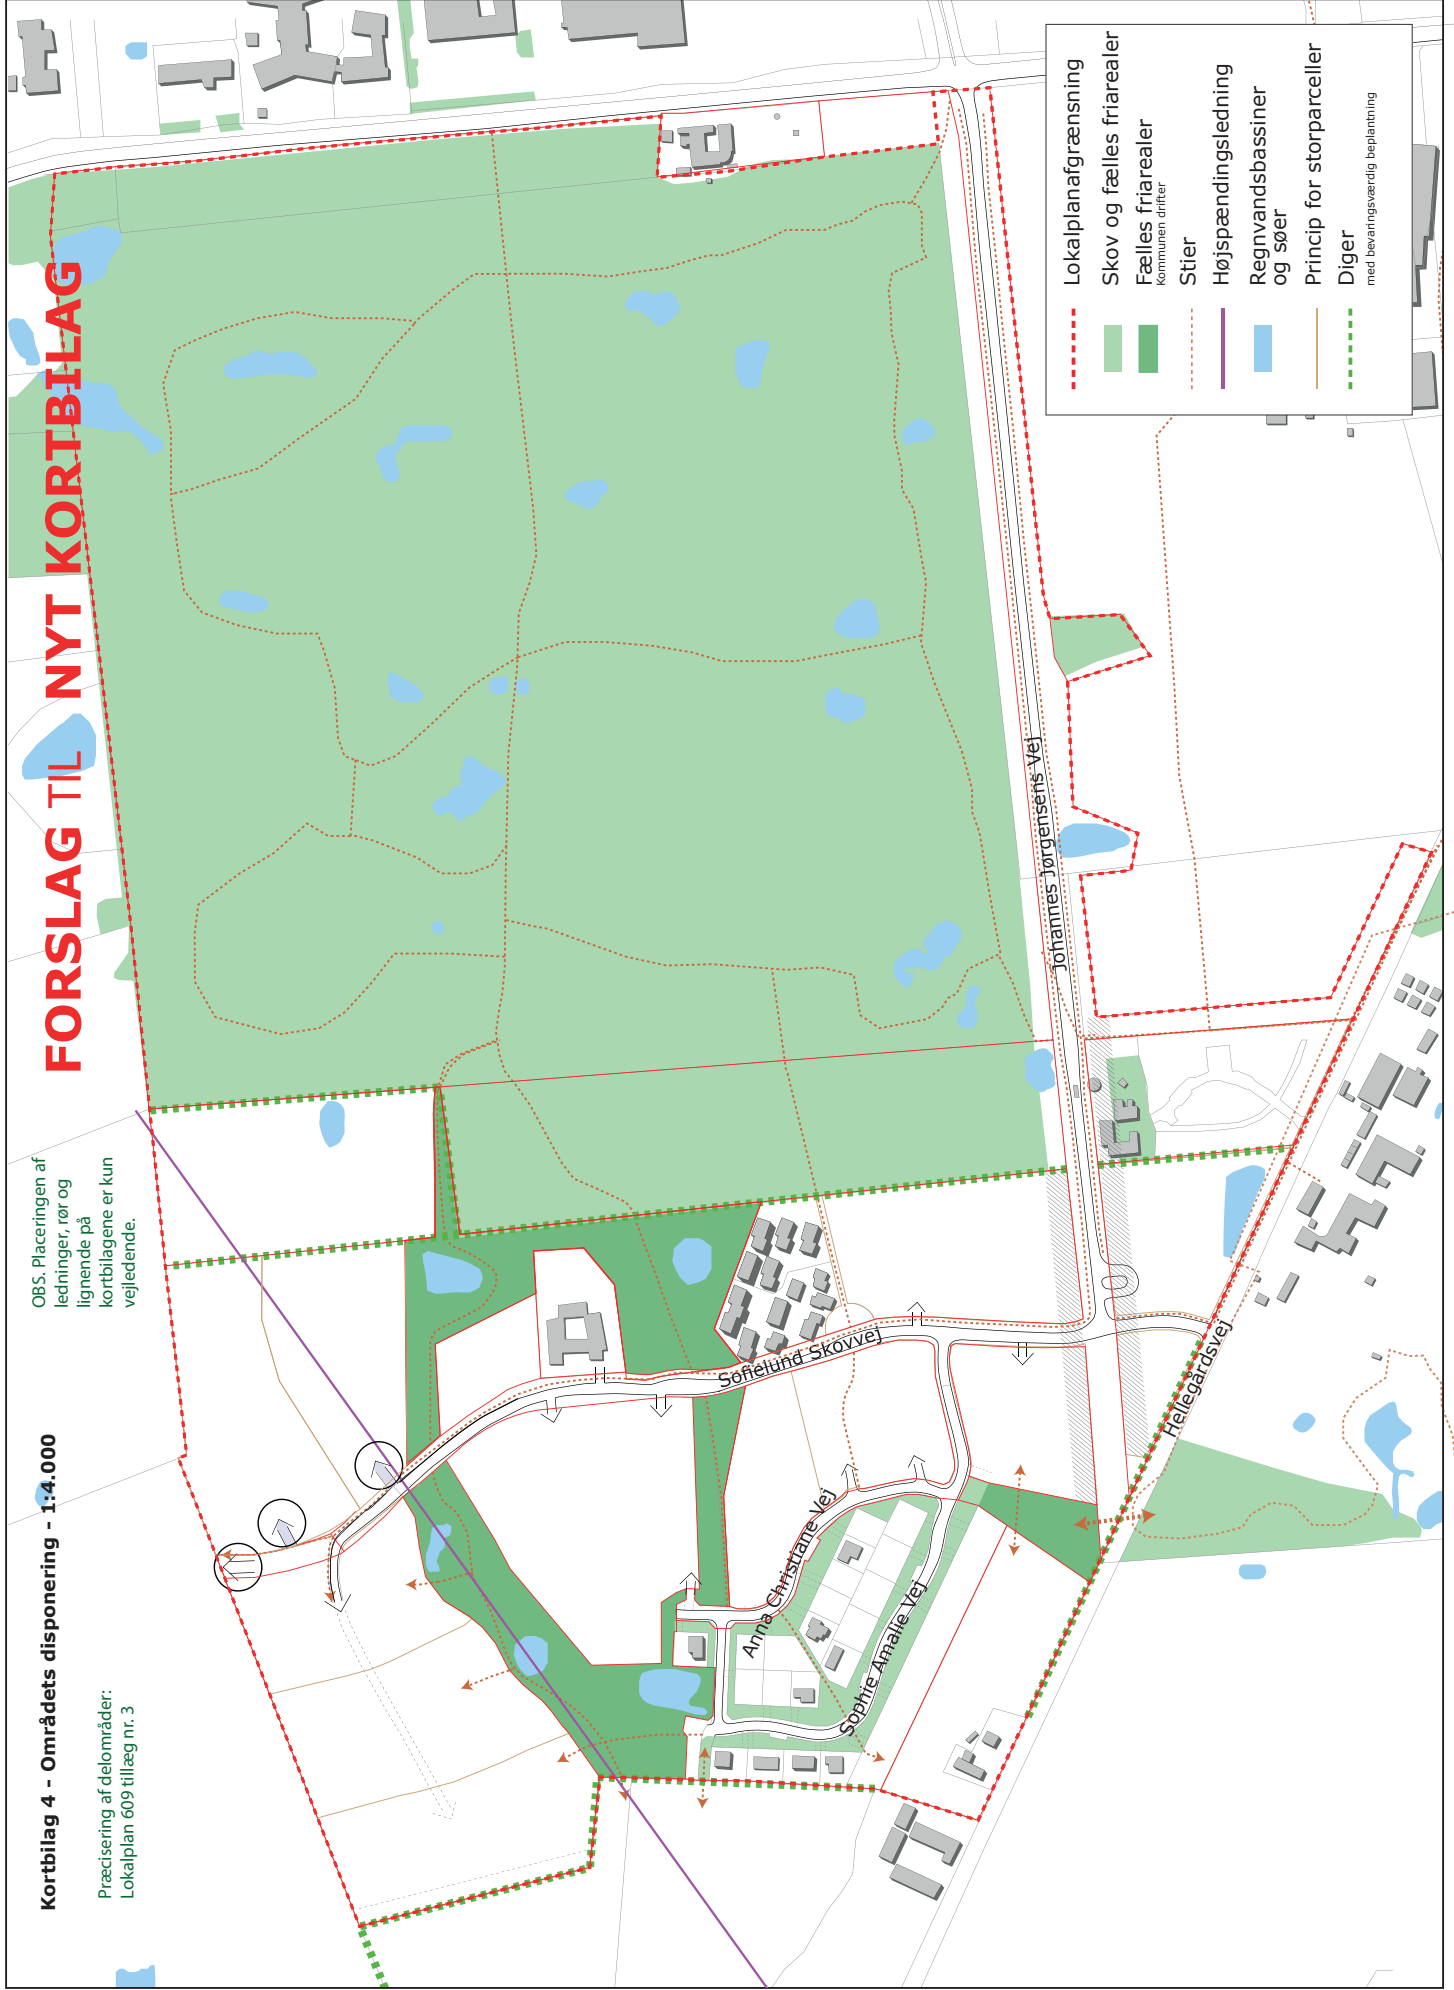 Kortbilag 4 - Områdets disponering - 1:4.000
FORSLAG TIL NYT KORTBILAG
Præcisering af delområder:
Lokalplan 609 tillæg nr. 3
OBS. Placeringen af
ledninger, rør og
lignende på
kortbilagene er kun
vejledende.
Sofielund Skovvej
Anna Christiane Vej
Sophie Amalie Vej
Johannes Jørgensens Vej
Hellegårdsvej
Lokalplanafgrænsning
Skov og fælles friarealer
Fælles friarealer
Kommunen drifter
Stier
Højspændingsledning
Regnvandsbassiner
og søer
Princip for storparceller
Diger
med bevaringsværdig beplantning